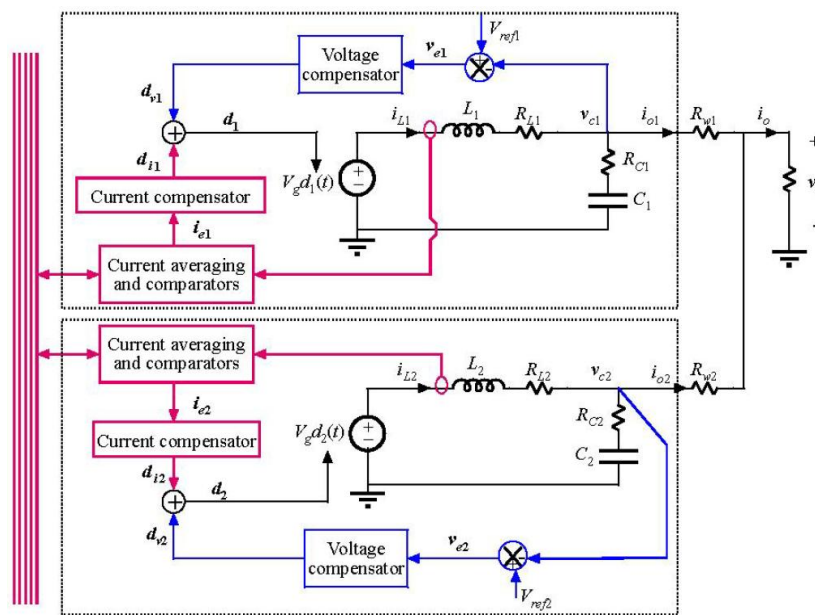 V_ref1
Voltage
compensator
v_e1
d_v1
d_1
i_L1
L_1
R_L1
v_c1
i_o1
R_w1
i_o
d_i1
R_C1
+
v
-
V_g d_1(t)
+
−
C_1
Current compensator
i_e1
Current averaging
and comparators
Current averaging
and comparators
i_L2
L_2
R_L2
v_c2
i_o2
R_w2
i_e2
R_C2
Current compensator
V_g d_2(t)
+
−
C_2
d_i2
d_2
d_v2
Voltage
compensator
v_e2
V_ref2